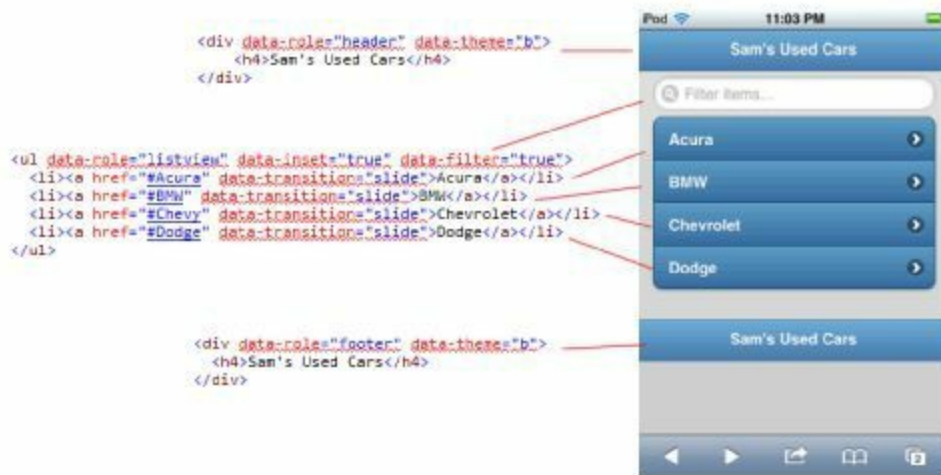 iPod 11:03 PM
<div data-role="header" data-theme="b">
<h4>Sam's Used Cars</h4>
</div>
Sam's Used Cars
Filter items...
<ul data-role="listview" data-inset="true" data-filter="true">
<li><a href="#Acura" data-transition="slide">Acura</a></li>
<li><a href="#BMW" data-transition="slide">BMW</a></li>
<li><a href="#Chevy" data-transition="slide">Chevrolet</a></li>
<li><a href="#Dodge" data-transition="slide">Dodge</a></li>
</ul>
Acura
BMW
Chevrolet
Dodge
<div data-role="footer" data-theme="b">
<h4>Sam's Used Cars</h4>
</div>
Sam's Used Cars
2